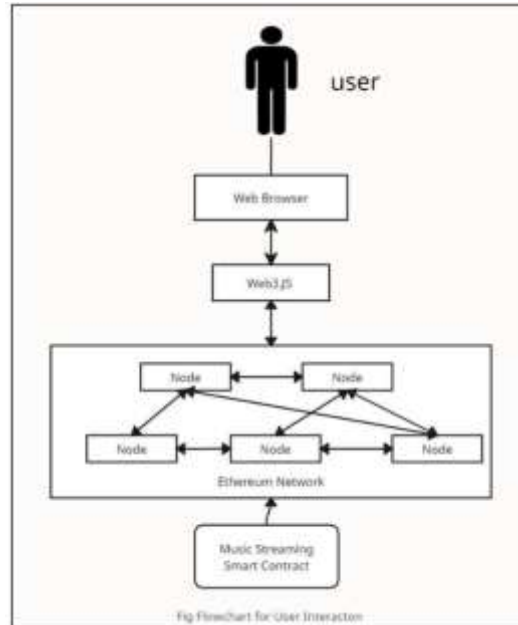 user
Web Browser
Web3.JS
Node
Node
Node
Node
Node
Ethereum Network
Music Streaming
Smart Contract
Fig Flowchart for User Interacton